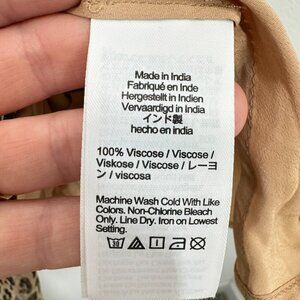 Made in India
Fabriqué en Inde
Hergestellt in Indien
Vervaardigd in India
インド製
hecho en india
100% Viscose / Viscose /
Viskose / Viscose / レーヨ
ン / viscosa
Machine Wash Cold With Like
Colors. Non-Chlorine Bleach
Only. Line Dry. Iron on Lowest
Setting.